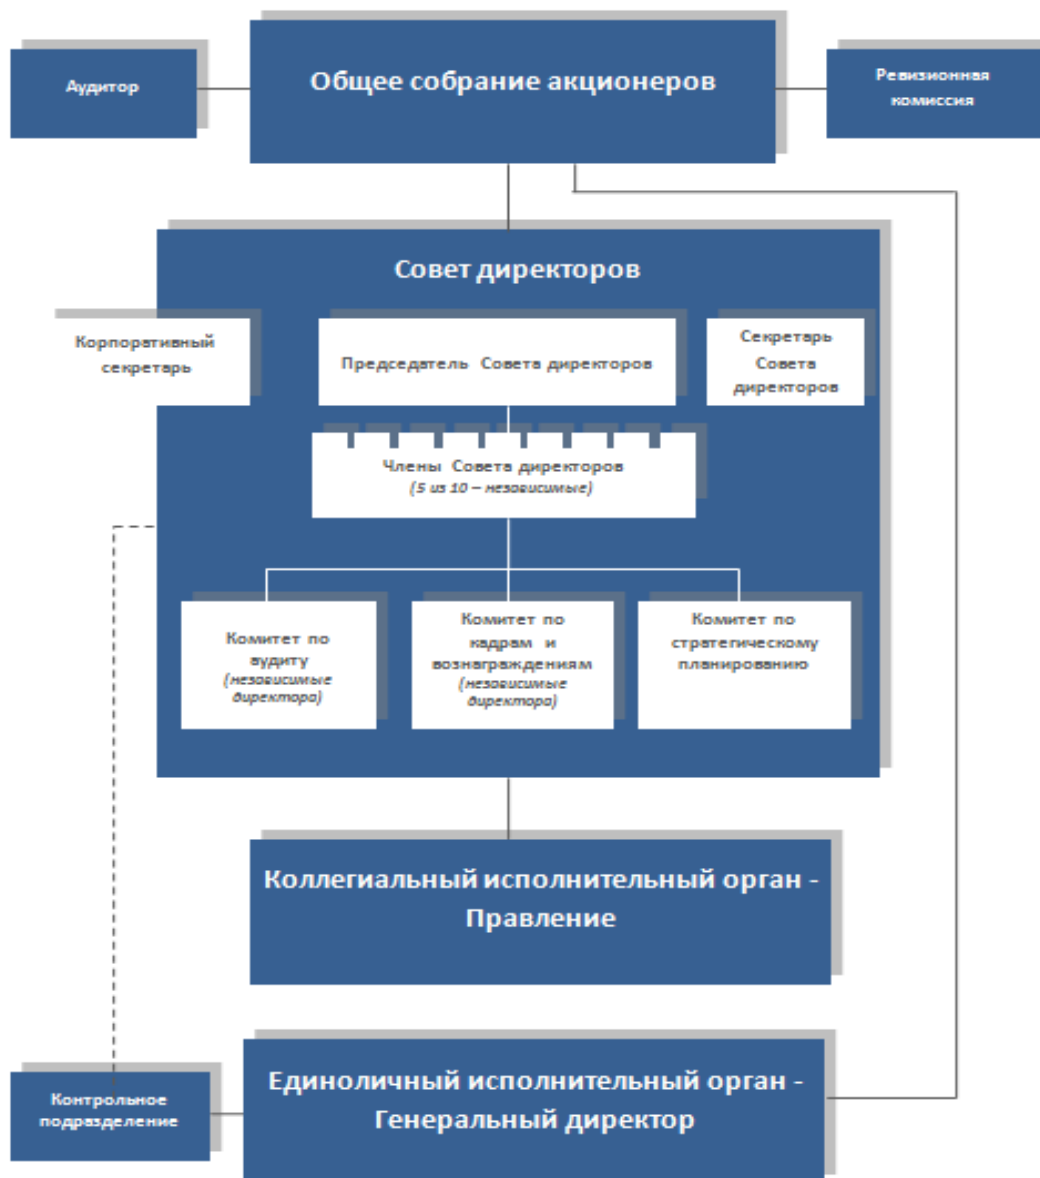 Аудитор
Общее собрание акционеров
Ревизионная
комиссия
Совет директоров
Корпоративный
секретарь
Председатель Совета директоров
Секретарь
Совета
директоров
Члены Совета директоров
(5 из 10 – независимые)
Комитет по
аудиту
(независимые
директора)
Комитет по
кадрам и
вознаграждениям
(независимые
директора)
Комитет по
стратегическому
планированию
Коллегиальный исполнительный орган -
Правление
Контрольное
подразделение
Единоличный исполнительный орган -
Генеральный директор